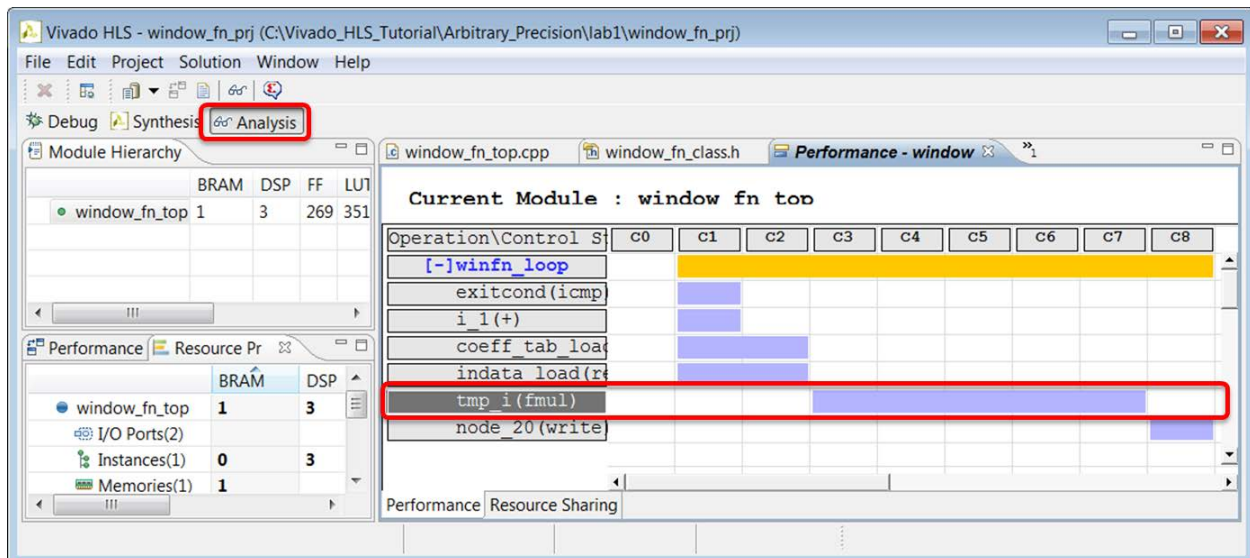 Vivado HLS - window_fn_prj (C:\Vivado_HLS_Tutorial\Arbitrary_Precision\lab1\window_fn_prj)
File Edit Project Solution Window Help
Debug Synthesis Analysis
Module Hierarchy
BRAM DSP FF LUT
window_fn_top 1 3 269 351
Performance Resource Pr
BRAM DSP
window_fn_top 1 3
I/O Ports(2)
Instances(1) 0 3
Memories(1) 1
window_fn_top.cpp window_fn_class.h Performance - window »1
Current Module : window fn top
Operation\Control St C0 C1 C2 C3 C4 C5 C6 C7 C8
[-]winfn_loop
exitcond(icmp)
i_1(+)
coeff_tab_load
indata_load(re
tmp_i(fmul)
node_20(write)
Performance Resource Sharing